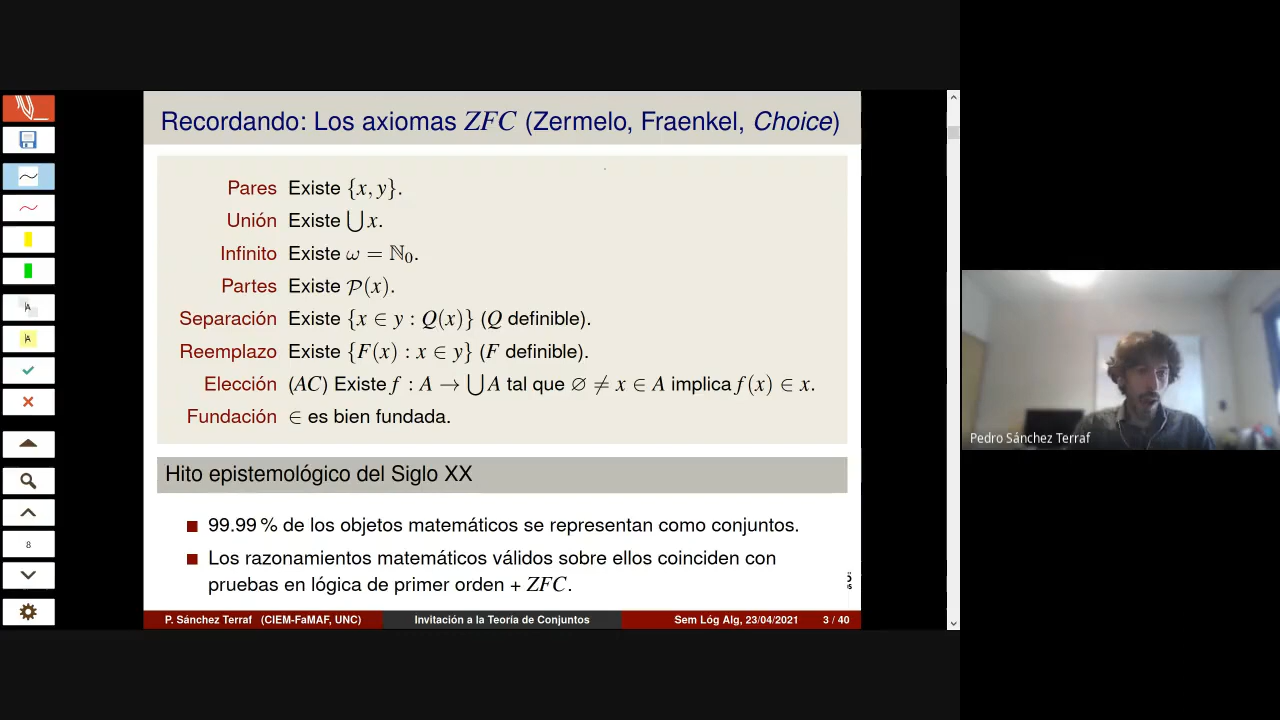 Recordando: Los axiomas ZFC (Zermelo, Fraenkel, Choice)
Pares Existe {x, y}.
Unión Existe ⋃ x.
Infinito Existe ω = ℕ₀.
Partes Existe 𝒫(x).
Separación Existe {x ∈ y : Q(x)} (Q definible).
Reemplazo Existe {F(x) : x ∈ y} (F definible).
Elección (AC) Existe f : A → ⋃ A tal que ∅ ≠ x ∈ A implica f(x) ∈ x.
Fundación ∈ es bien fundada.
Hito epistemológico del Siglo XX
99.99 % de los objetos matemáticos se representan como conjuntos.
Los razonamientos matemáticos válidos sobre ellos coinciden con
pruebas en lógica de primer orden + ZFC.
P. Sánchez Terraf (CIEM-FaMAF, UNC) Invitación a la Teoría de Conjuntos Sem Lóg Alg, 23/04/2021 3 / 40
A
A
8
Pedro Sánchez Terraf